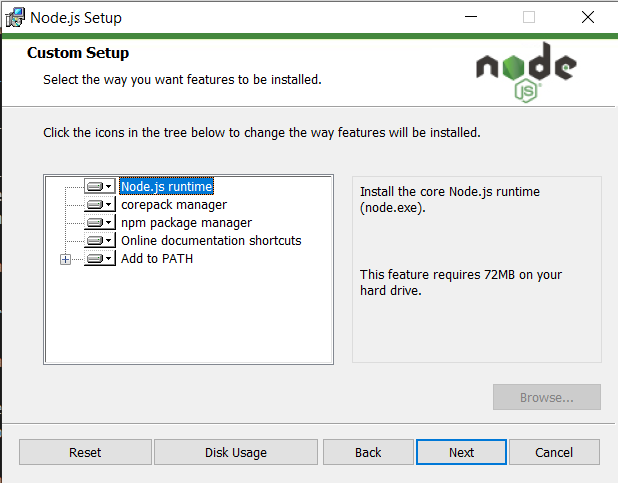 Node.js Setup
Custom Setup
Select the way you want features to be installed.
node
JS
Click the icons in the tree below to change the way features will be installed.
Node.js runtime
corepack manager
npm package manager
Online documentation shortcuts
Add to PATH
Install the core Node.js runtime
(node.exe).
This feature requires 72MB on your
hard drive.
Browse...
Reset
Disk Usage
Back
Next
Cancel